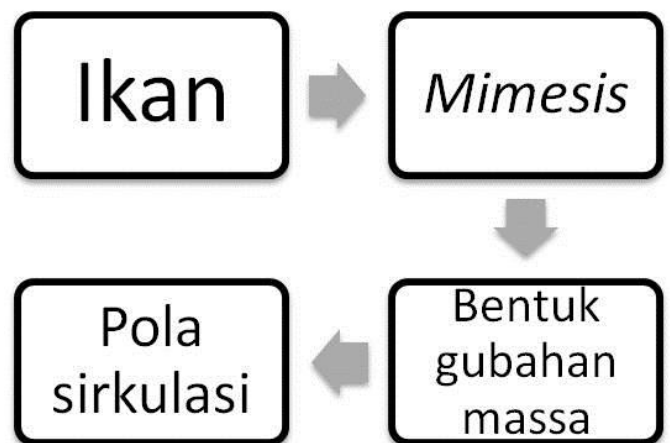 Ikan
Mimesis
Bentuk
gubahan
massa
Pola
sirkulasi